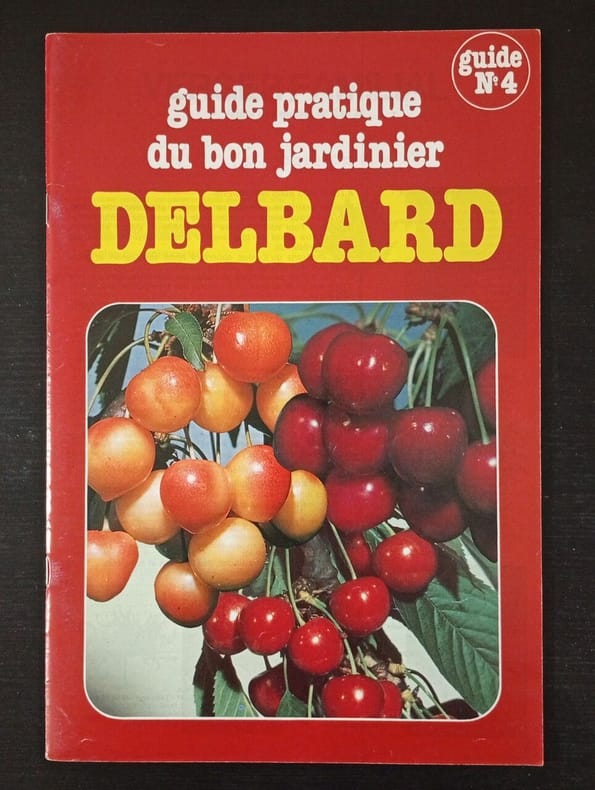 guide
N° 4
guide pratique
du bon jardinier
DELBARD